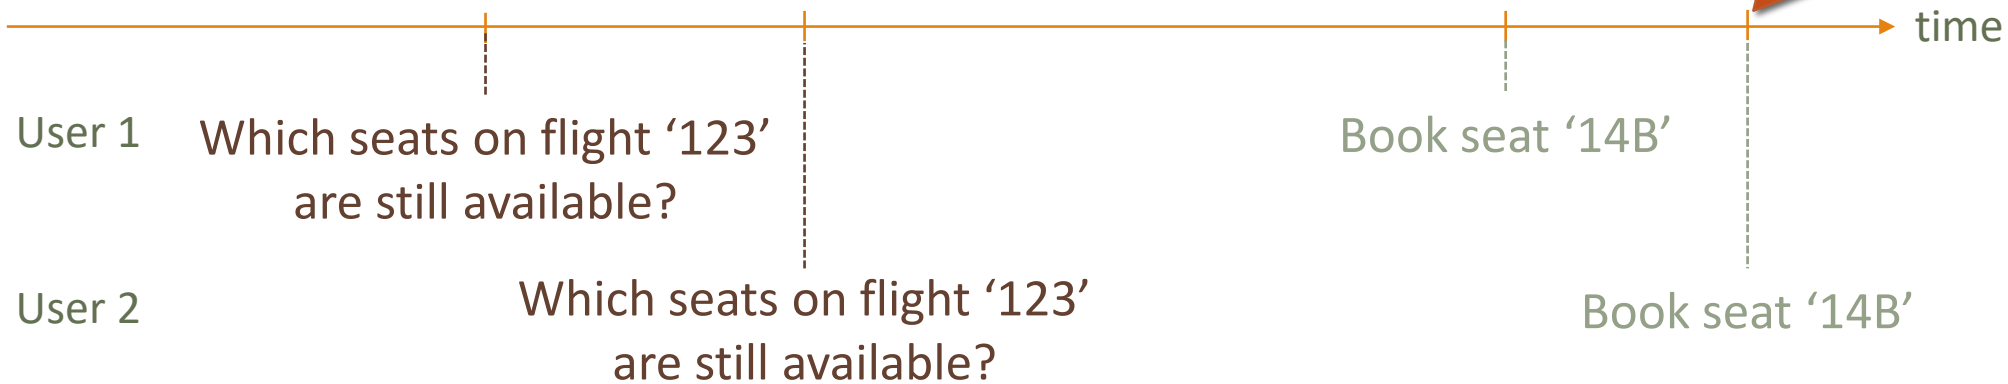 time
User 1
Which seats on flight ‘123’
are still available?
Book seat ‘14B’
User 2
Which seats on flight ‘123’
are still available?
Book seat ‘14B’